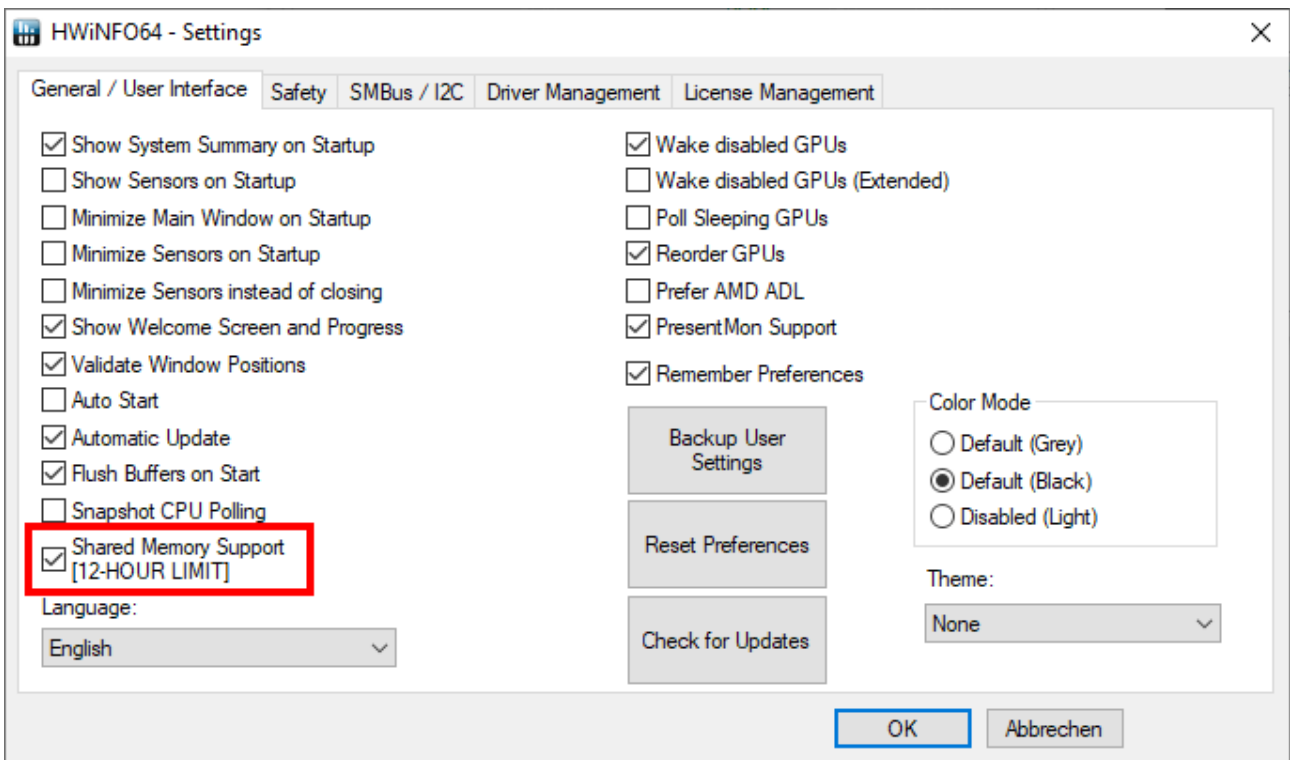 HWiNFO64 - Settings
General / User Interface
Safety
SMBus / I2C
Driver Management
License Management
Show System Summary on Startup
Show Sensors on Startup
Minimize Main Window on Startup
Minimize Sensors on Startup
Minimize Sensors instead of closing
Show Welcome Screen and Progress
Validate Window Positions
Auto Start
Automatic Update
Flush Buffers on Start
Snapshot CPU Polling
Shared Memory Support
[12-HOUR LIMIT]
Language:
English
Wake disabled GPUs
Wake disabled GPUs (Extended)
Poll Sleeping GPUs
Reorder GPUs
Prefer AMD ADL
PresentMon Support
Remember Preferences
Backup User
Settings
Reset Preferences
Check for Updates
Color Mode
Default (Grey)
Default (Black)
Disabled (Light)
Theme:
None
OK
Abbrechen